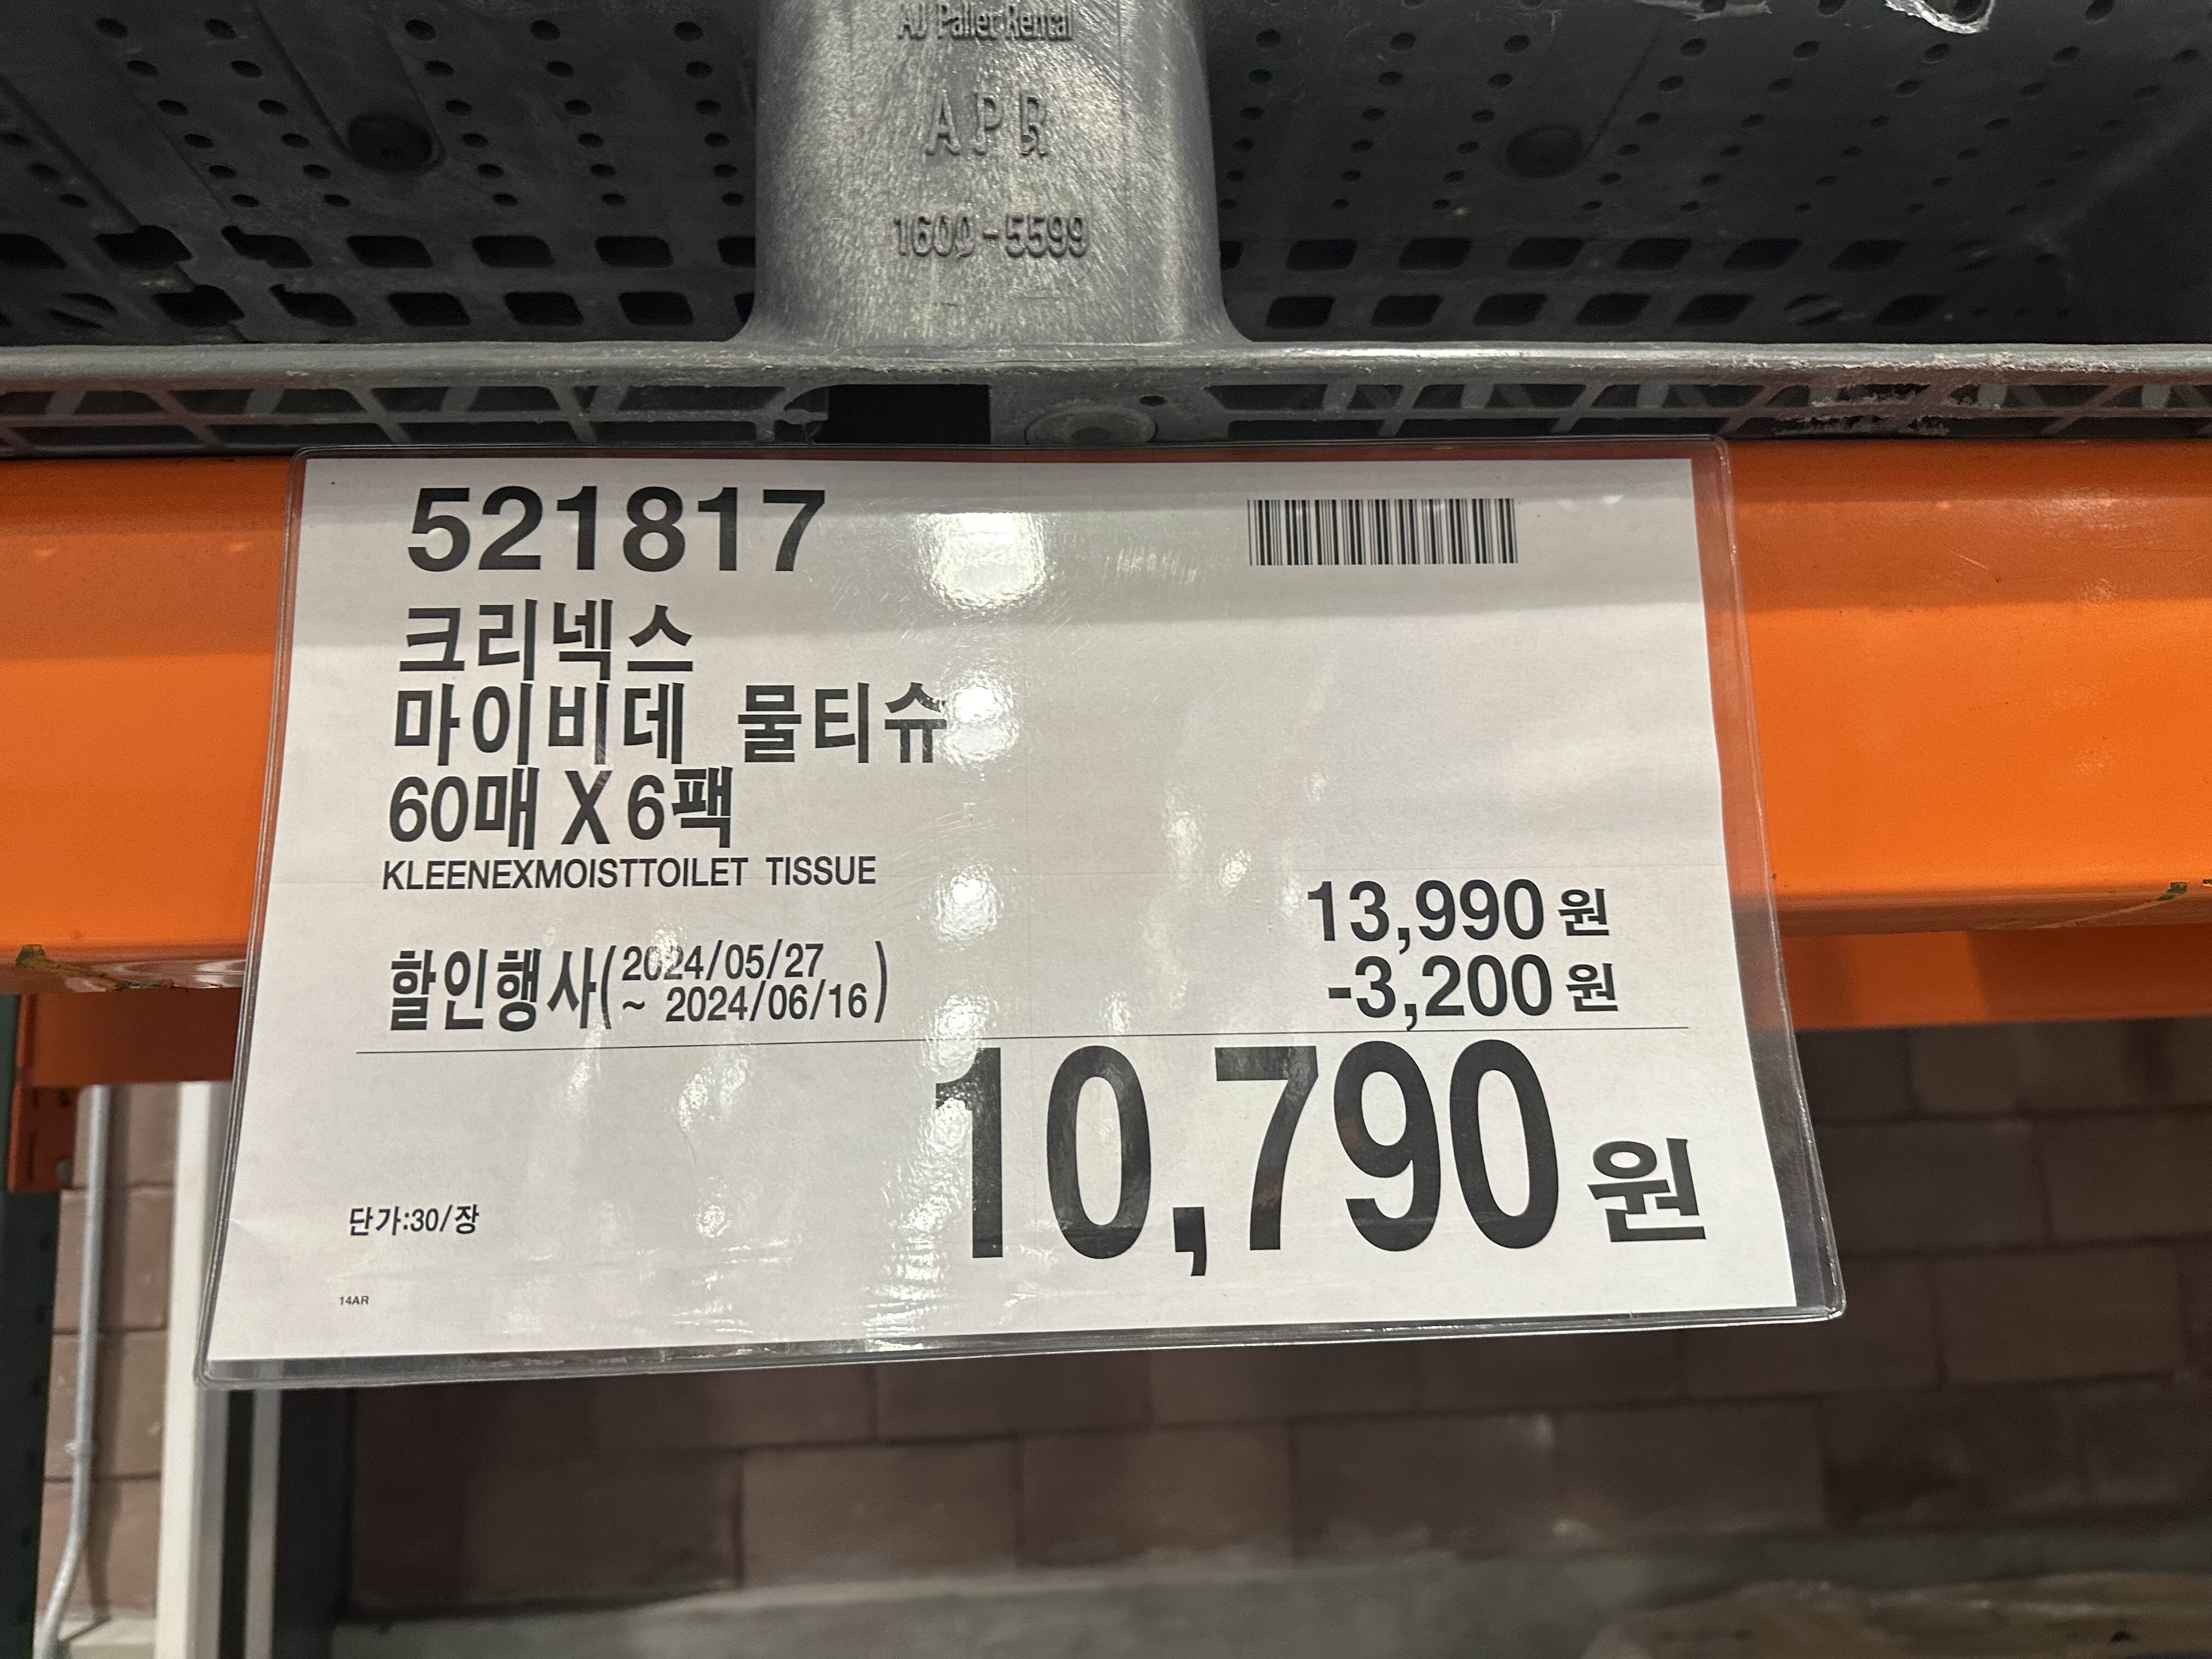 AJ Pallet Rental
APR
1600-5599
521817
크리넥스
마이비데 물티슈
60매 X 6팩
KLEENEXMOISTTOILET TISSUE
13,990 원
할인행사(2024/05/27
~ 2024/06/16)
-3,200 원
10,790 원
단가:30/장
14AR